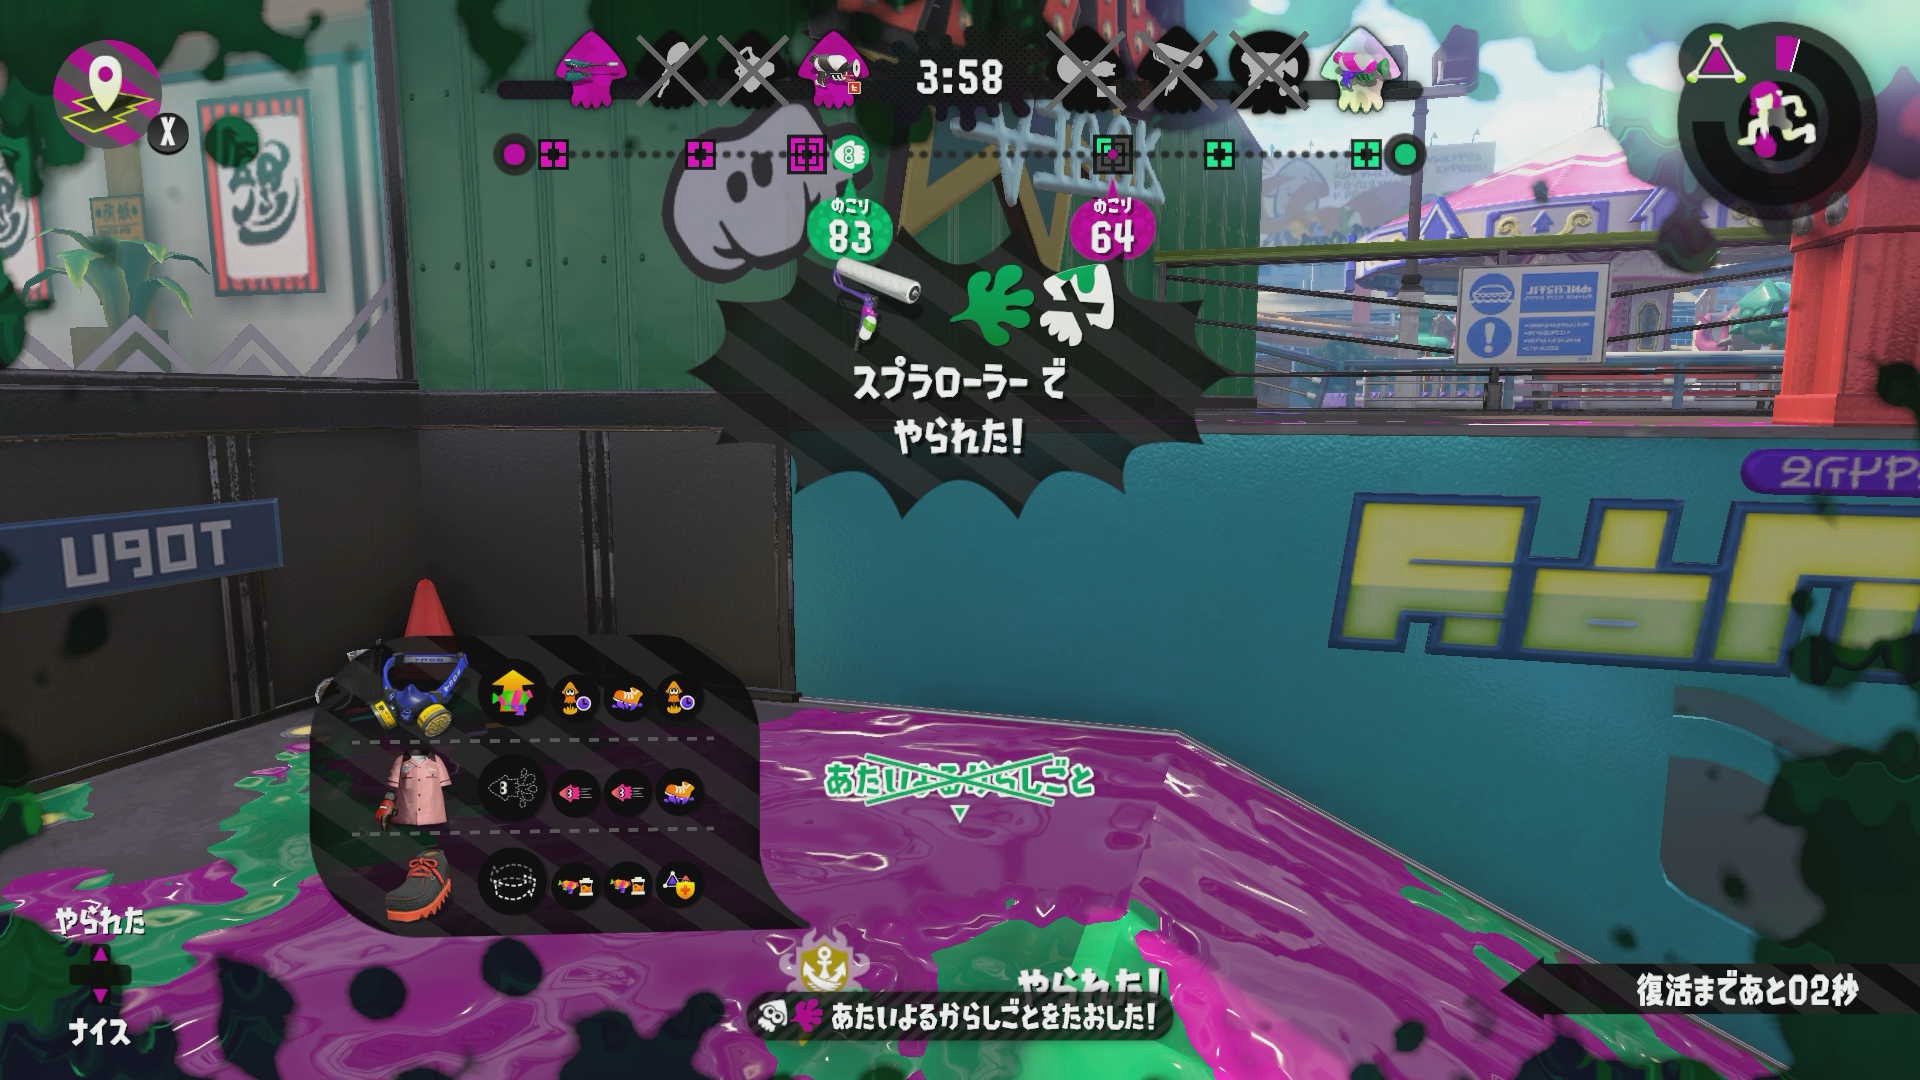 3:58
X
のこり
83
のこり
64
スプラローラーで
やられた!
あたいよるからしごと
やられた
ナイス
やられた!
あたいよるからしごとをたおした!
復活まであと02秒